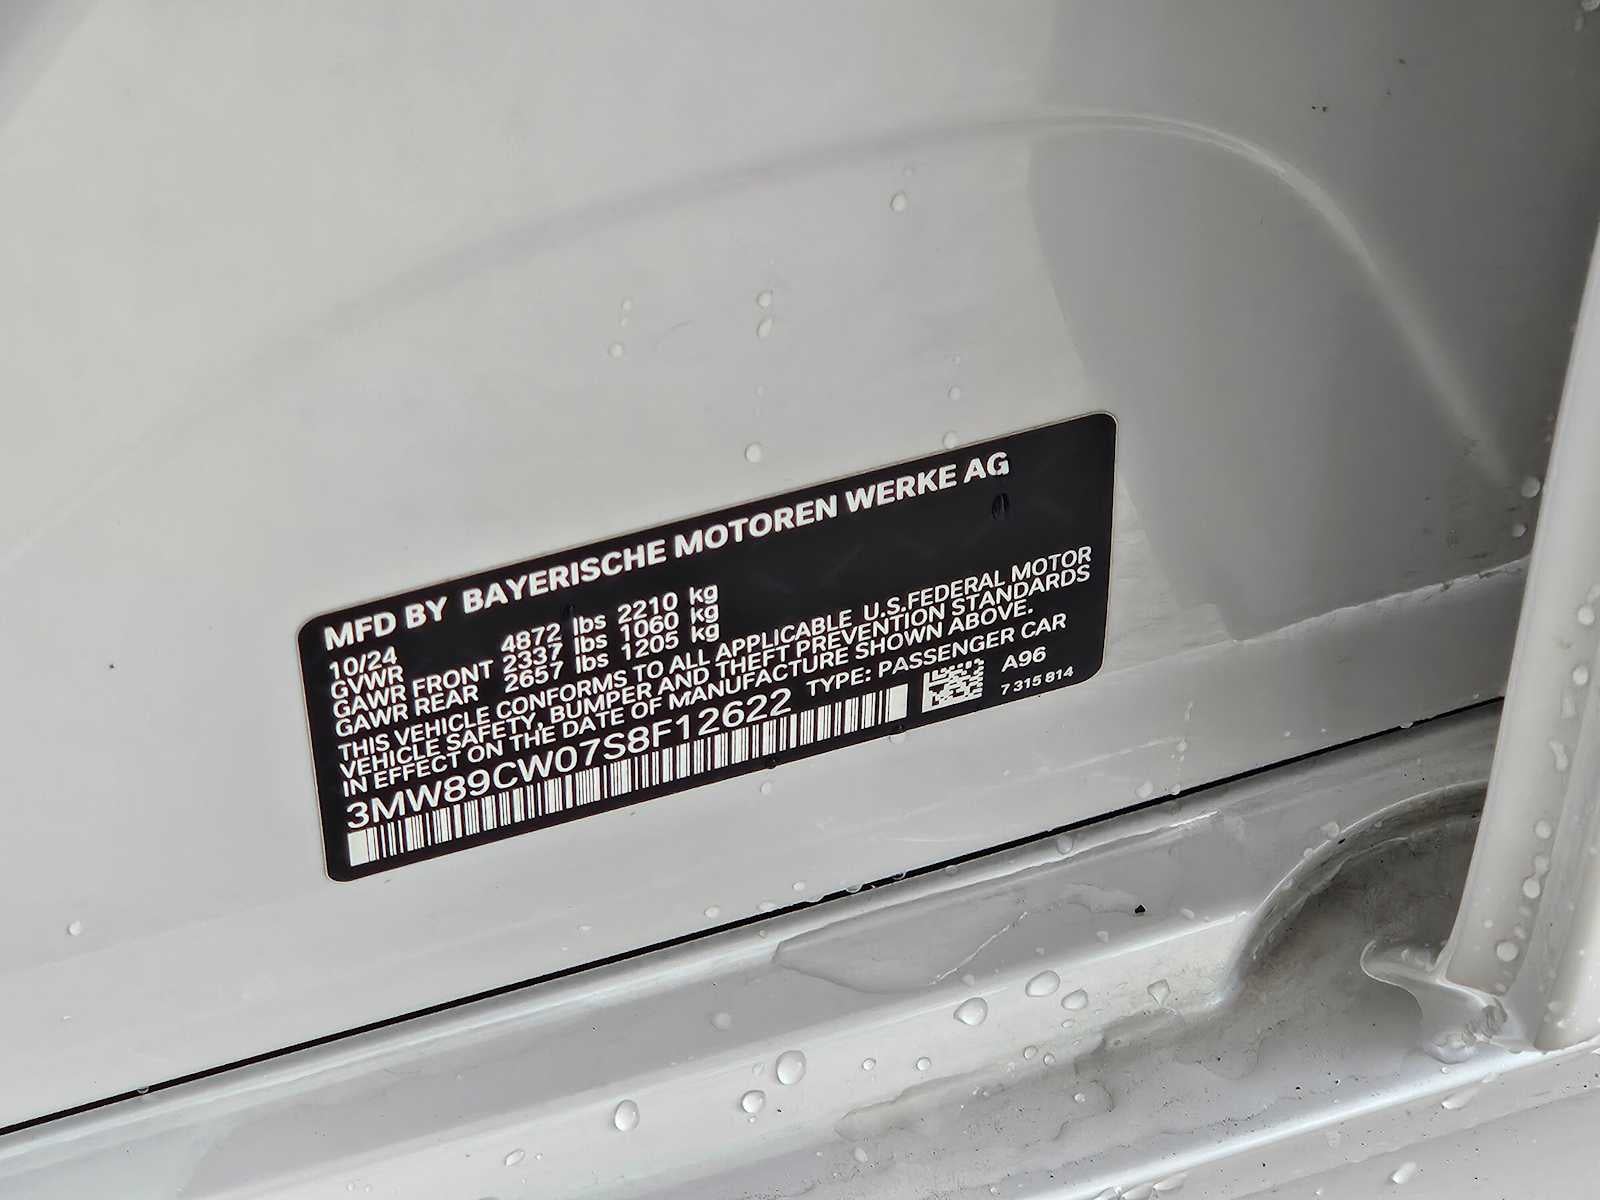 MFD BY BAYERISCHE MOTOREN WERKE AG
10/24
GVWR 4872 lbs 2210 kg
GAWR FRONT 2337 lbs 1060 kg
GAWR REAR 2657 lbs 1205 kg
THIS VEHICLE CONFORMS TO ALL APPLICABLE U.S.FEDERAL MOTOR
VEHICLE SAFETY, BUMPER AND THEFT PREVENTION STANDARDS
IN EFFECT ON THE DATE OF MANUFACTURE SHOWN ABOVE.
3MW89CW07S8F12622 TYPE: PASSENGER CAR
A96
7 315 814